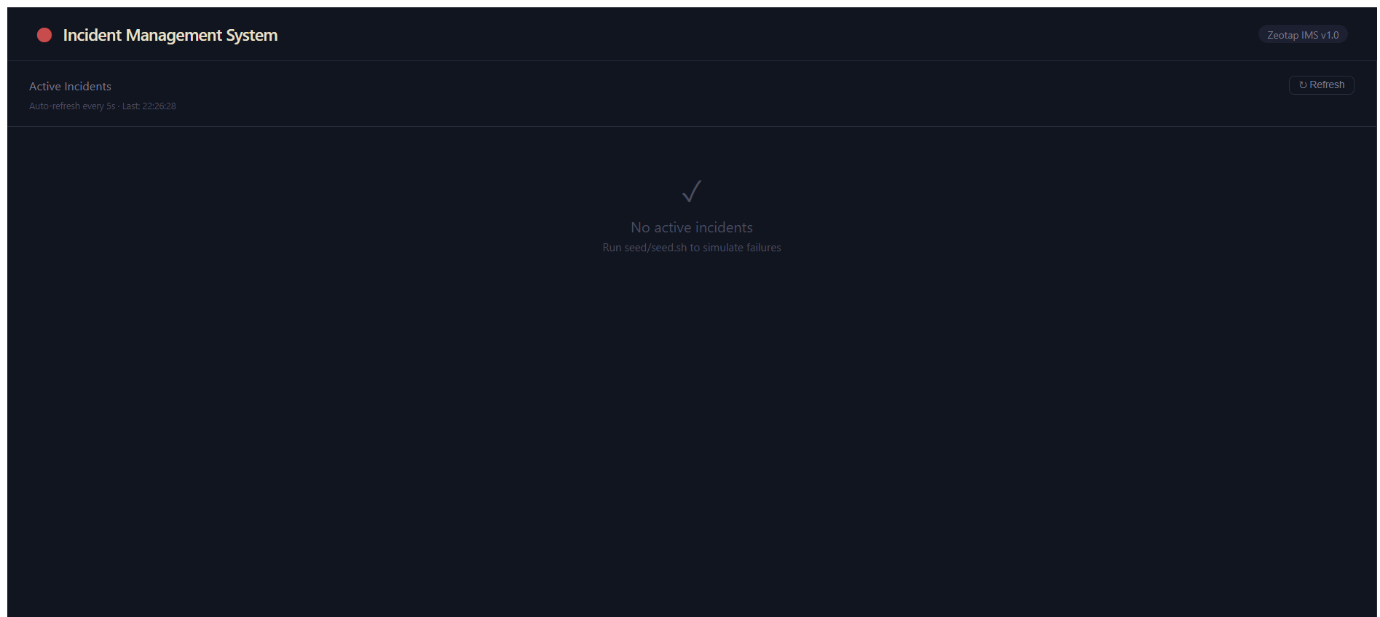 Incident Management System
Zeotap IMS v1.0
Active Incidents
Auto-refresh every 5s · Last: 22:26:28
↻ Refresh
✓
No active incidents
Run seed/seed.sh to simulate failures